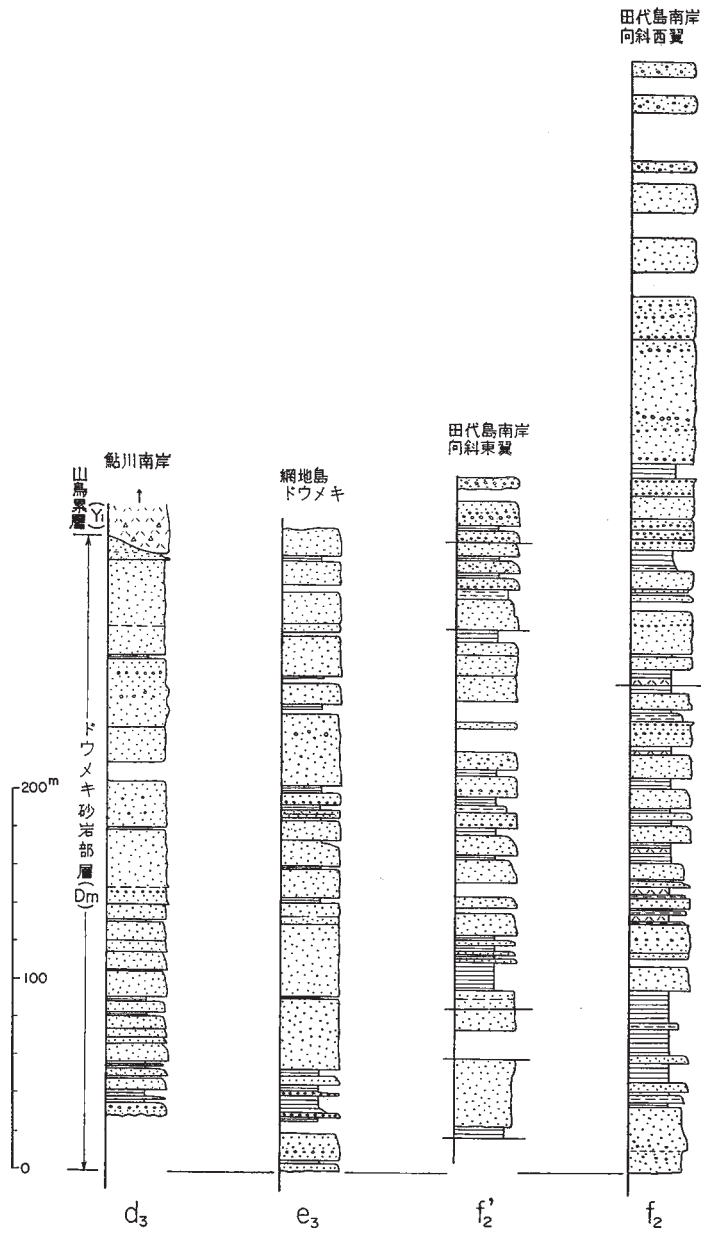 田代島南岸
向斜西翼
田代島南岸
向斜東翼
鮎川南岸
網地島
ドウメキ
山鳥累層(Y)
ドウメキ砂岩部層(Dm)
200m
100
0
d₃
e₃
f₂'
f₂